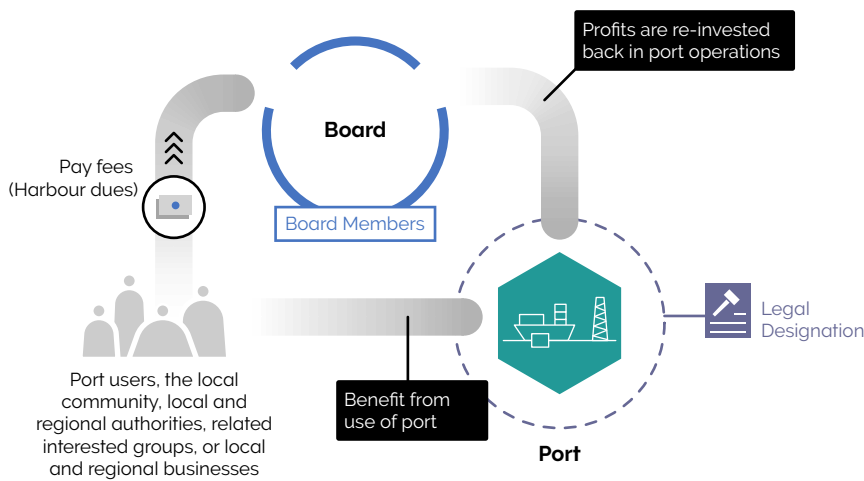 Profits are re-invested
back in port operations
Board
Board Members
Pay fees
(Harbour dues)
Legal
Designation
Benefit from
use of port
Port
Port users, the local
community, local and
regional authorities, related
interested groups, or local
and regional businesses